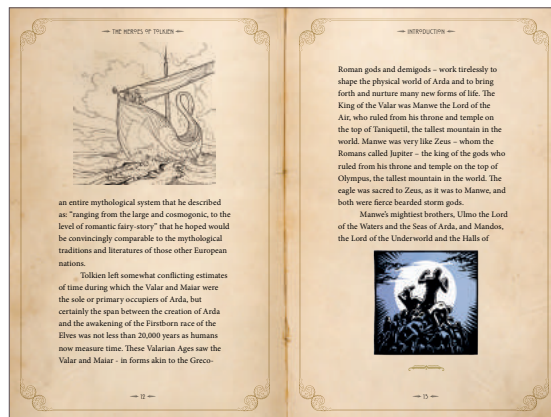 THE HEROES OF TOLKIEN
an entire mythological system that he described
as: “ranging from the large and cosmogonic, to the
level of romantic fairy-story” that he hoped would
be convincingly comparable to the mythological
traditions and literatures of those other European
nations.
Tolkien left somewhat conflicting estimates
of time during which the Valar and Maiar were
the sole or primary occupiers of Arda, but
certainly the span between the creation of Arda
and the awakening of the Firstborn race of the
Elves was not less than 20,000 years as humans
now measure time. These Valarian Ages saw the
Valar and Maiar - in forms akin to the Greco-
12
INTRODUCTION
Roman gods and demigods – work tirelessly to
shape the physical world of Arda and to bring
forth and nurture many new forms of life. The
King of the Valar was Manwe the Lord of the
Air, who ruled from his throne and temple on
the top of Taniquetil, the tallest mountain in the
world. Manwe was very like Zeus – whom the
Romans called Jupiter – the king of the gods who
ruled from his throne and temple on the top of
Olympus, the tallest mountain in the world. The
eagle was sacred to Zeus, as it was to Manwe, and
both were fierce bearded storm gods.
Manwe’s mightiest brothers, Ulmo the Lord
of the Waters and the Seas of Arda, and Mandos,
the Lord of the Underworld and the Halls of
13